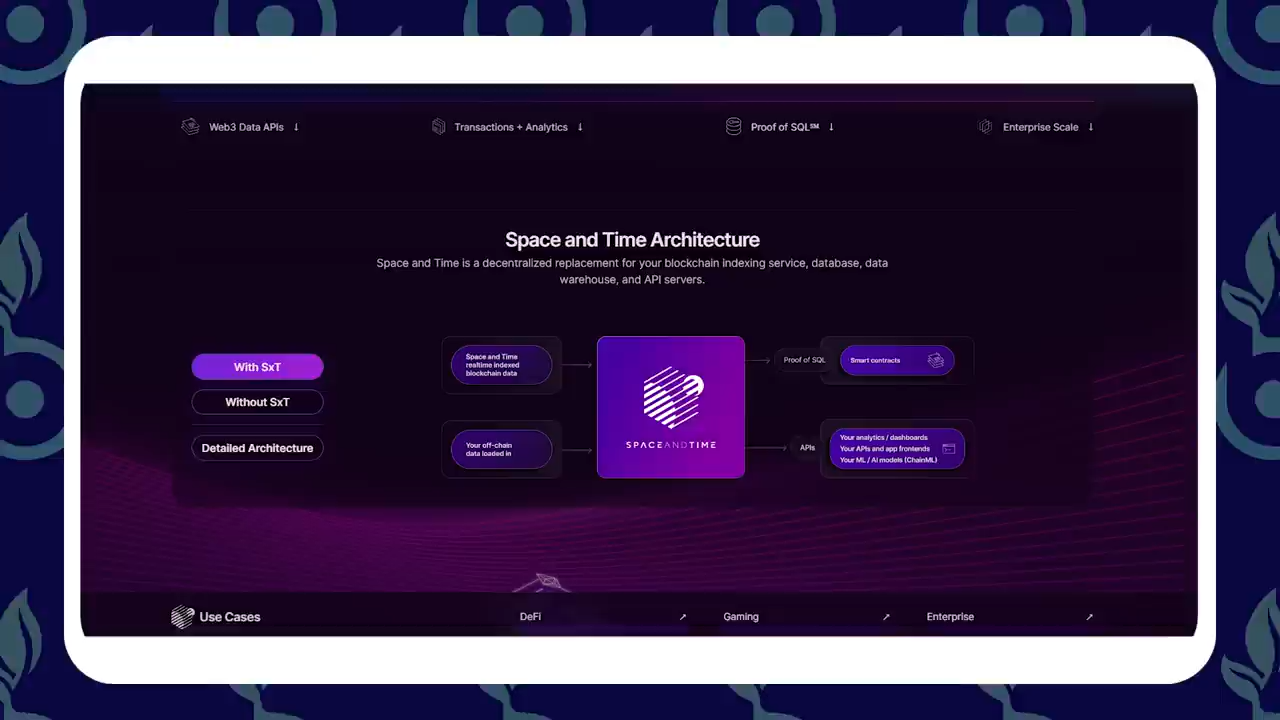 Web3 Data APIs ↓
Transactions + Analytics ↓
Proof of SQL℠ ↓
Enterprise Scale ↓
Space and Time Architecture
Space and Time is a decentralized replacement for your blockchain indexing service, database, data
warehouse, and API servers.
With SxT
Without SxT
Detailed Architecture
Space and Time
realtime indexed
blockchain data
Your off-chain
data loaded in
SPACEANDTIME
Proof of SQL
Smart contracts
APIs
Your analytics / dashboards
Your APIs and app frontends
Your ML / AI models (ChainML)
Use Cases
DeFi ↗
Gaming ↗
Enterprise ↗